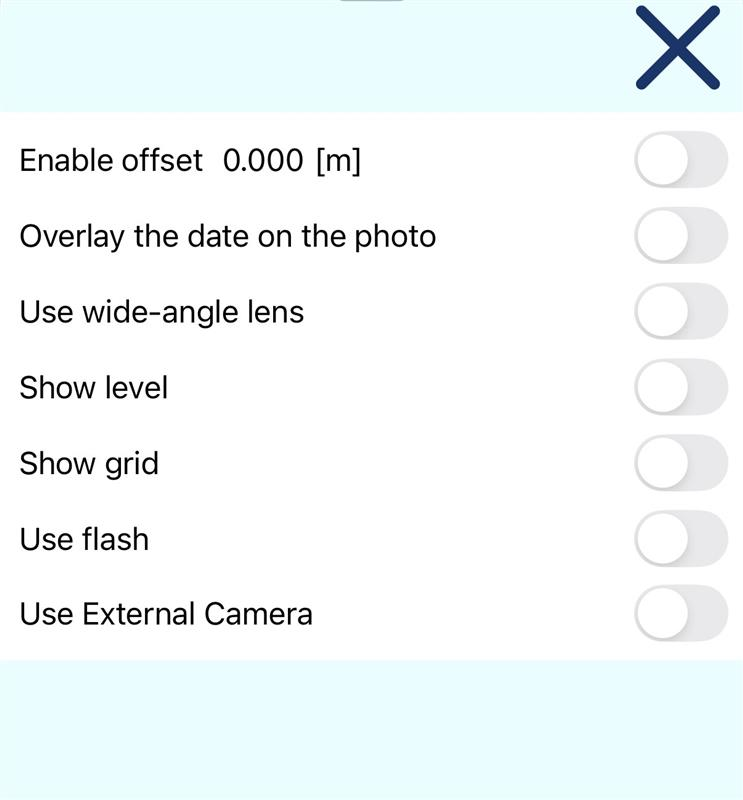 Enable offset 0.000 [m]
Overlay the date on the photo
Use wide-angle lens
Show level
Show grid
Use flash
Use External Camera